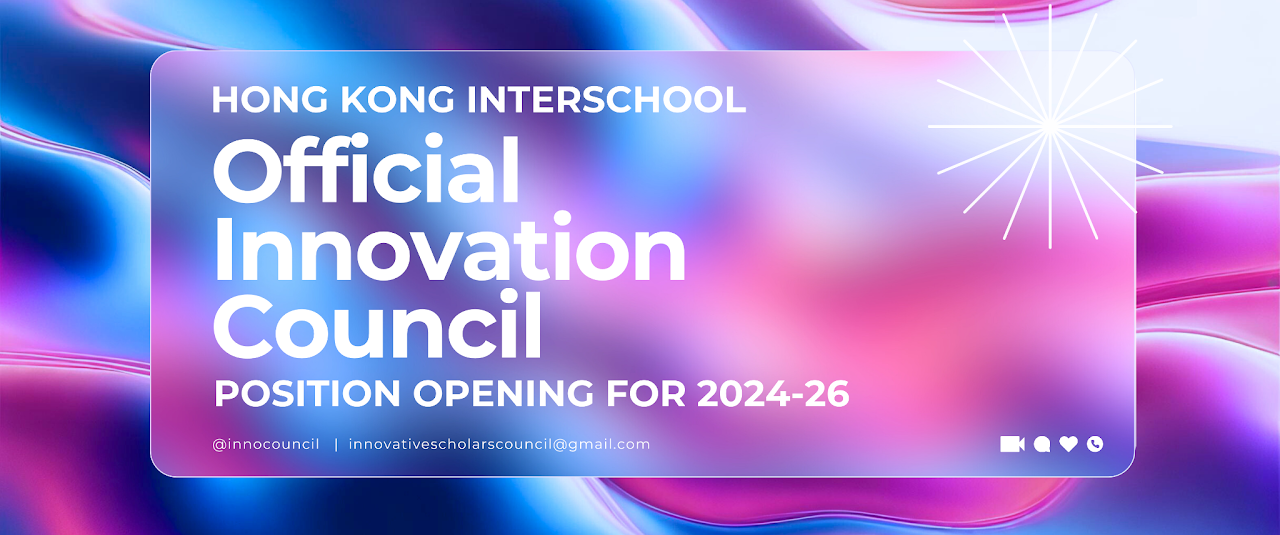 HONG KONG INTERSCHOOL
Official
Innovation
Council
POSITION OPENING FOR 2024-26
@innocouncil | innovativescholarscouncil@gmail.com